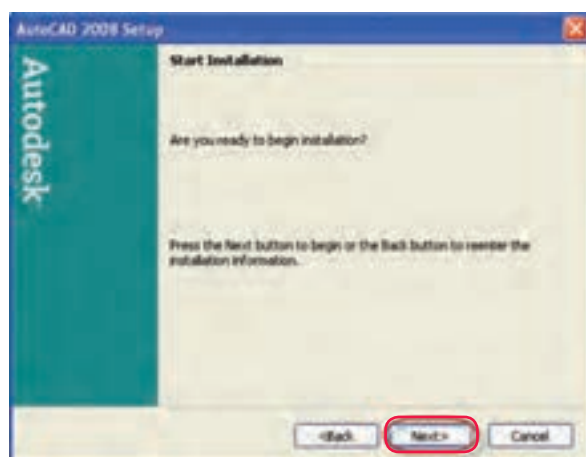 AutoCAD 2008 Setup
Autodesk
Start Installation
Are you ready to begin installation?
Press the Next button to begin or the Back button to reenter the
installation information.
<Back
Next>
Cancel